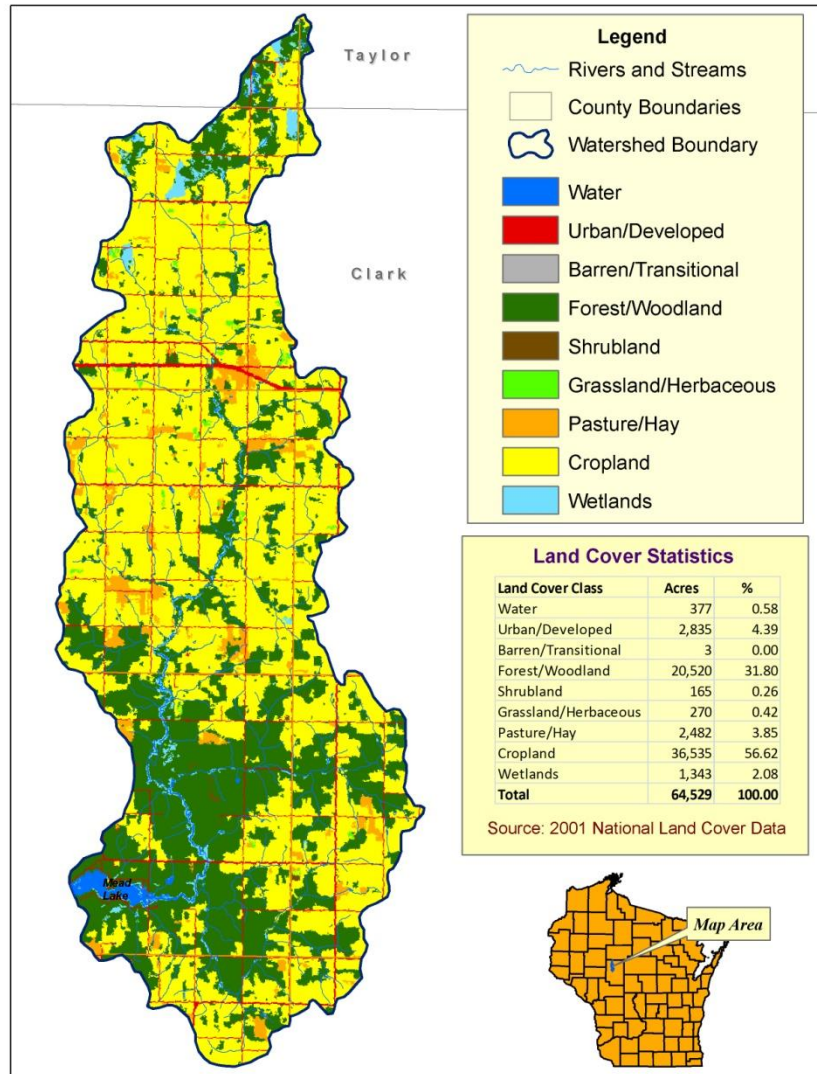 Taylor
Clark
Mead
Lake
Legend
Rivers and Streams
County Boundaries
Watershed Boundary
Water
Urban/Developed
Barren/Transitional
Forest/Woodland
Shrubland
Grassland/Herbaceous
Pasture/Hay
Cropland
Wetlands
Land Cover Statistics
Land Cover Class Acres %
Water 377 0.58
Urban/Developed 2,835 4.39
Barren/Transitional 3 0.00
Forest/Woodland 20,520 31.80
Shrubland 165 0.26
Grassland/Herbaceous 270 0.42
Pasture/Hay 2,482 3.85
Cropland 36,535 56.62
Wetlands 1,343 2.08
Total 64,529 100.00
Source: 2001 National Land Cover Data
Map Area